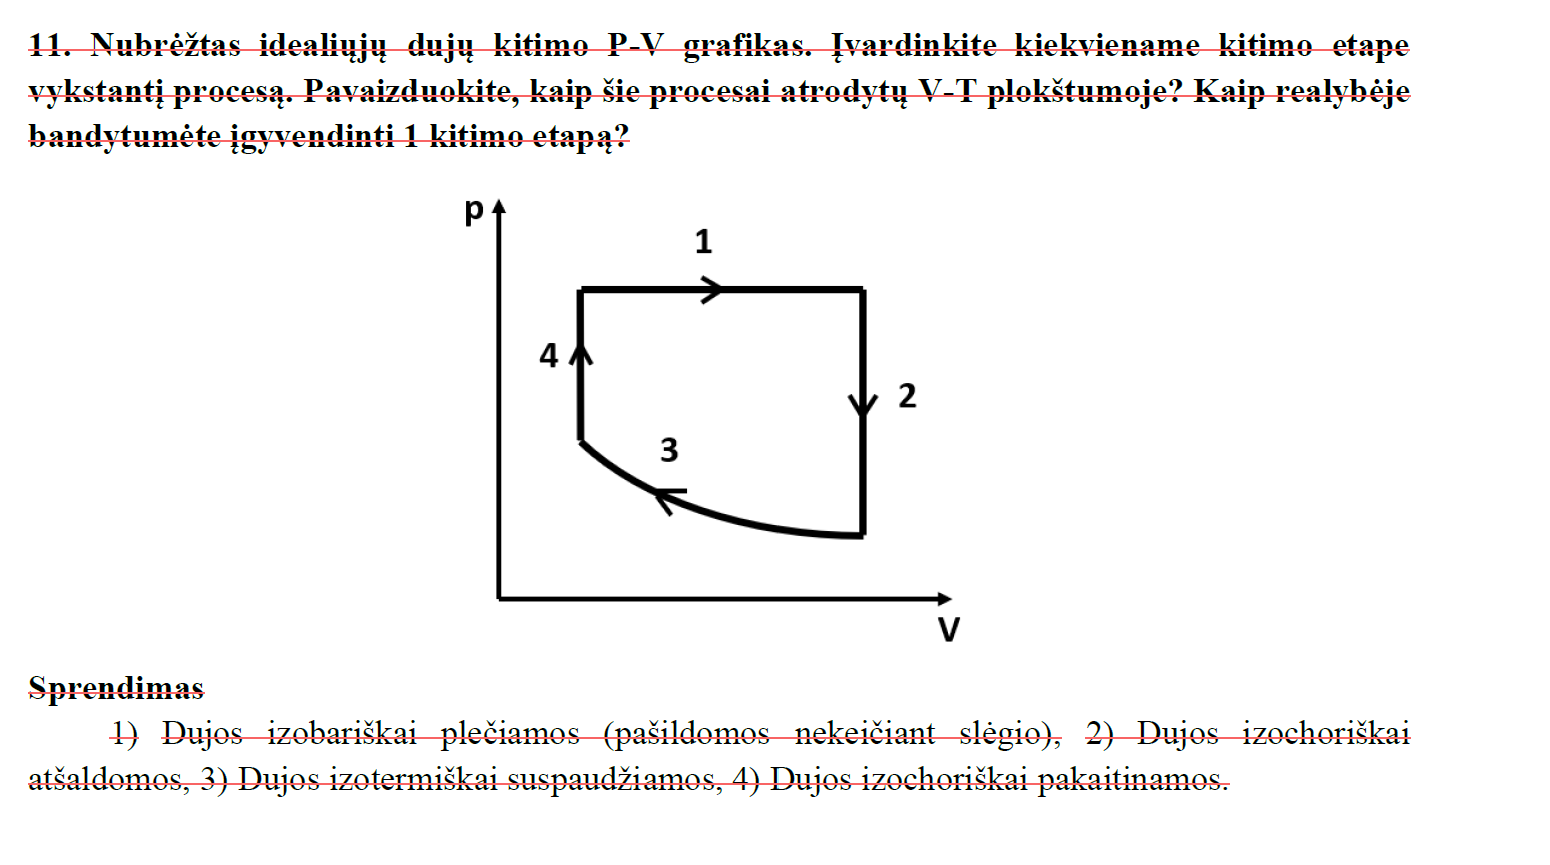 11. Nubrėžtas idealiųjų dujų kitimo P-V grafikas. Įvardinkite kiekviename kitimo etape
vykstantį procesą. Pavaizduokite, kaip šie procesai atrodytų V-T plokštumoje? Kaip realybėje
bandytumėte įgyvendinti 1 kitimo etapą?
p
1
4
2
3
V
Sprendimas
1) Dujos izobariškai plečiamos (pašildomos nekeičiant slėgio), 2) Dujos izochoriškai
atšaldomos, 3) Dujos izotermiškai suspaudžiamos, 4) Dujos izochoriškai pakaitinamos.